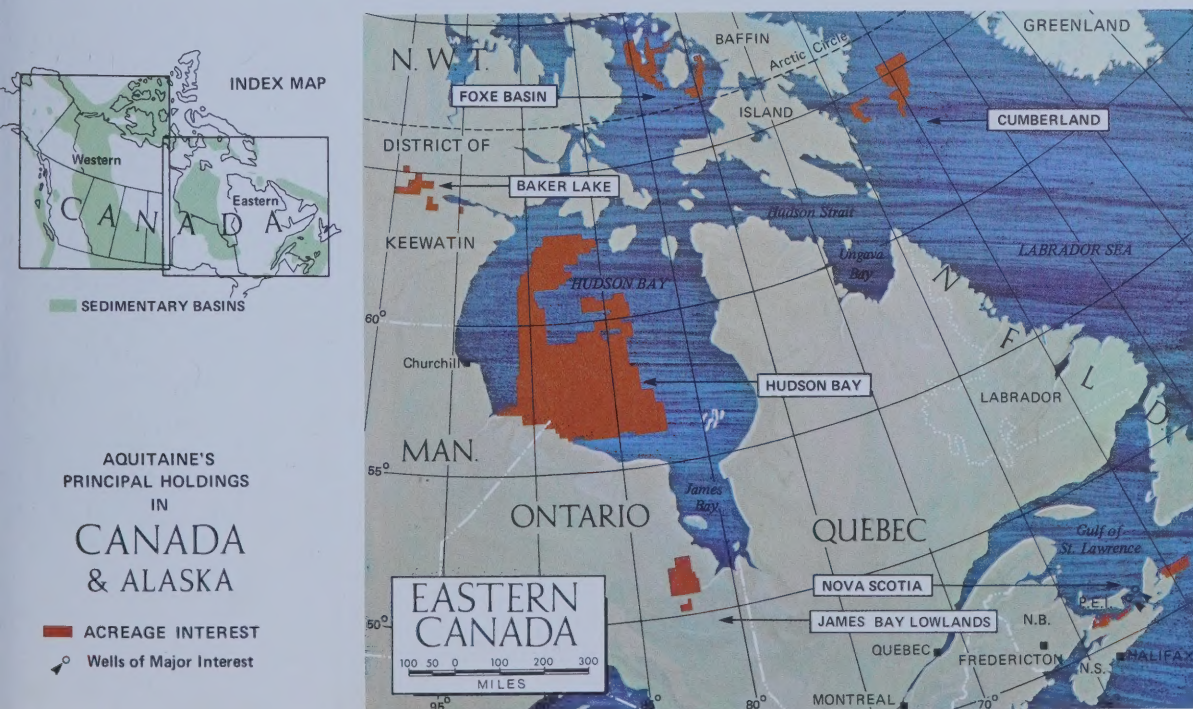 INDEX MAP
Western
Eastern
CANADA
SEDIMENTARY BASINS
AQUITAINE'S
PRINCIPAL HOLDINGS
IN
CANADA
& ALASKA
ACREAGE INTEREST
Wells of Major Interest
N.W.T.
BAFFIN
Arctic Circle
GREENLAND
FOXE BASIN
ISLAND
CUMBERLAND
DISTRICT OF
BAKER LAKE
KEEWATIN
Hudson Strait
Ungava
Bay
LABRADOR SEA
HUDSON BAY
NFLD
60°
Churchill
HUDSON BAY
LABRADOR
MAN.
55°
James
Bay
ONTARIO
QUEBEC
Gulf of
St. Lawrence
NOVA SCOTIA
P.E.I.
JAMES BAY LOWLANDS
N.B.
50°
QUEBEC
FREDERICTON
HALIFAX
N.S.
EASTERN
CANADA
100 50 0 100 200 300
MILES
95°
80°
MONTREAL
70°